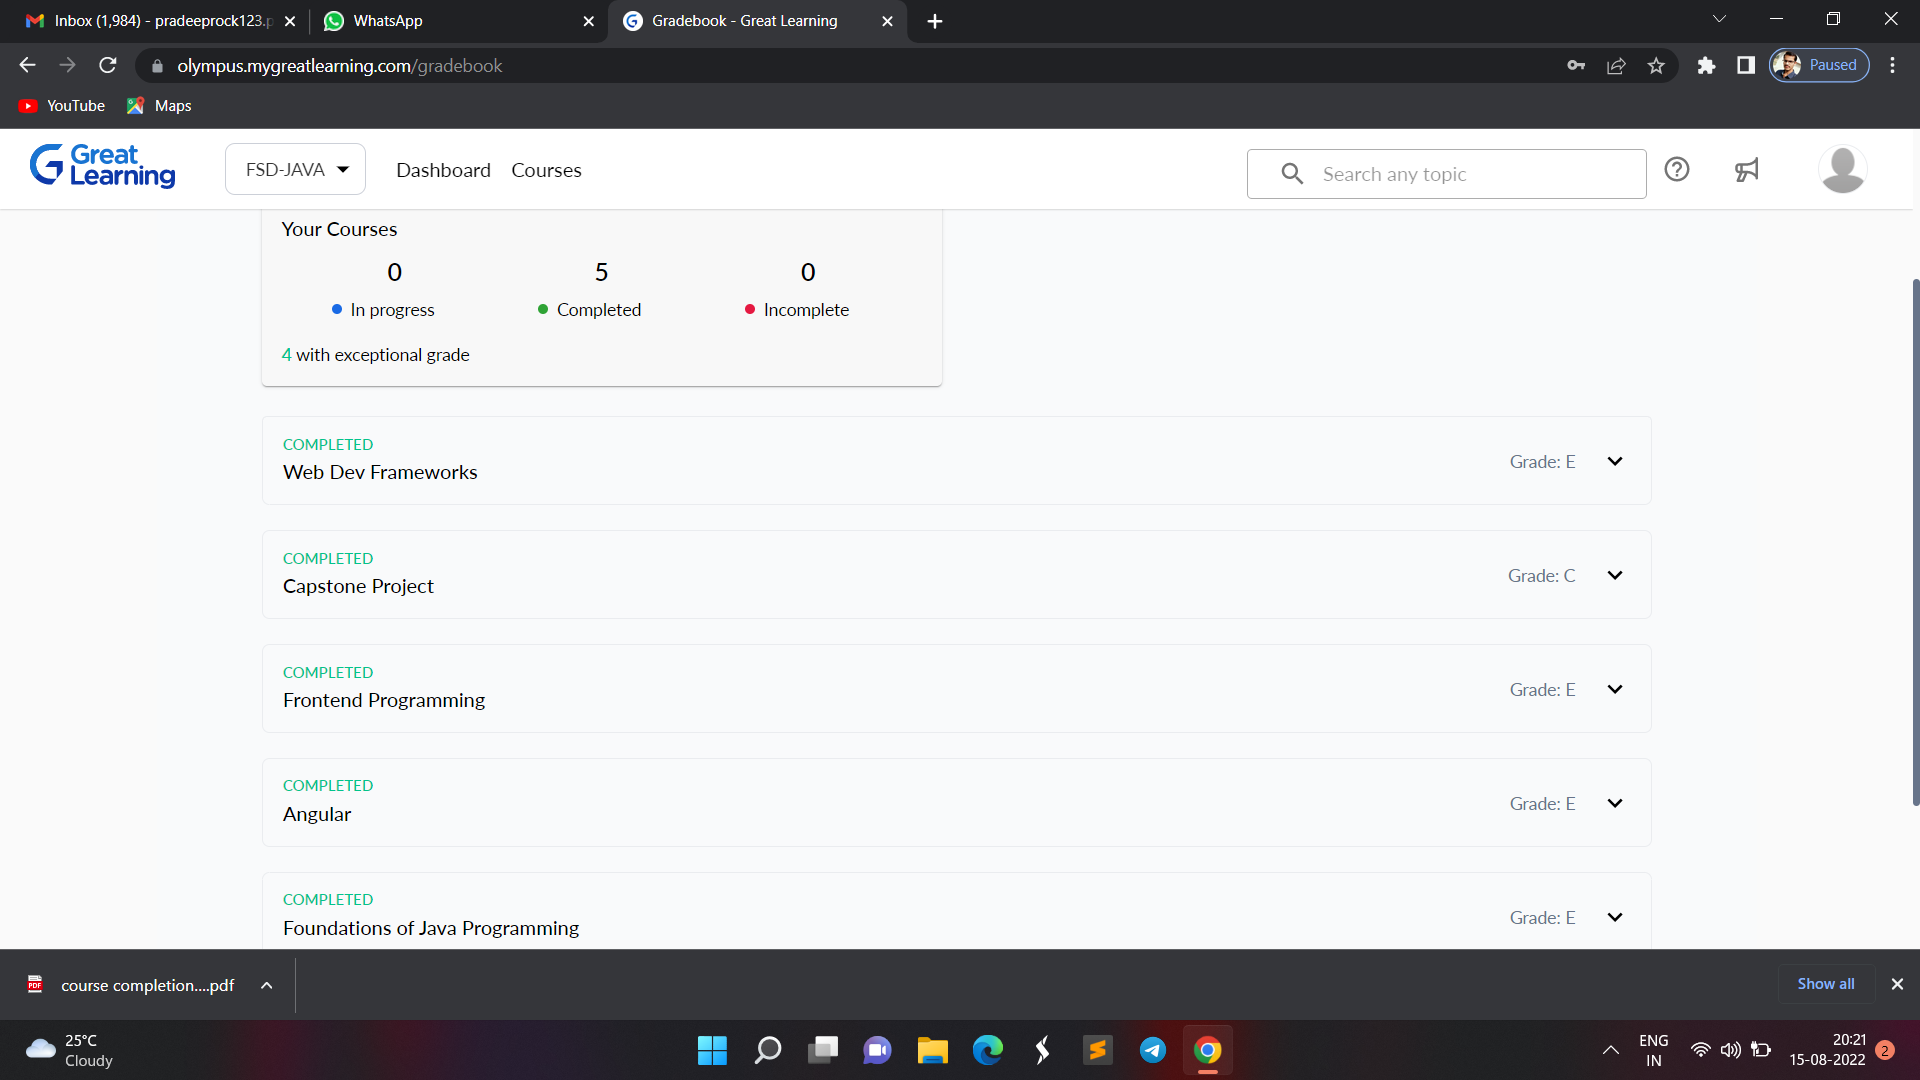 Inbox (1,984) - pradeeprock123.p
WhatsApp
Gradebook - Great Learning
olympus.mygreatlearning.com/gradebook
Paused
YouTube
Maps
Great Learning
FSD-JAVA
Dashboard
Courses
Search any topic
Your Courses
0
5
0
In progress
Completed
Incomplete
4 with exceptional grade
COMPLETED
Web Dev Frameworks
Grade: E
COMPLETED
Capstone Project
Grade: C
COMPLETED
Frontend Programming
Grade: E
COMPLETED
Angular
Grade: E
COMPLETED
Foundations of Java Programming
Grade: E
PDF
course completion....pdf
Show all
25°C
Cloudy
ENG
IN
20:21
15-08-2022
2